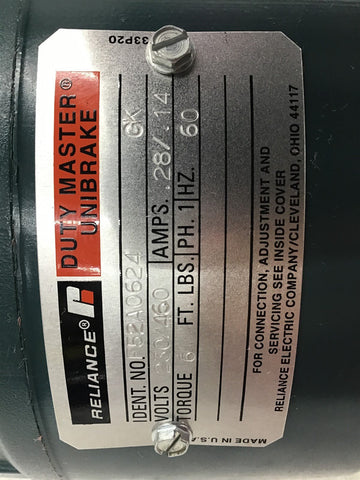 RELIANCE® DUTY MASTER®
UNIBRAKE
IDENT. NO. P52A0624 GK
VOLTS 230/460 AMPS. .28/.14
TORQUE 6 FT. LBS. PH. 1 HZ. 60
FOR CONNECTION, ADJUSTMENT AND
SERVICING SEE INSIDE COVER
RELIANCE ELECTRIC COMPANY/CLEVELAND, OHIO 44117
MADE IN U.S.A. 33P20